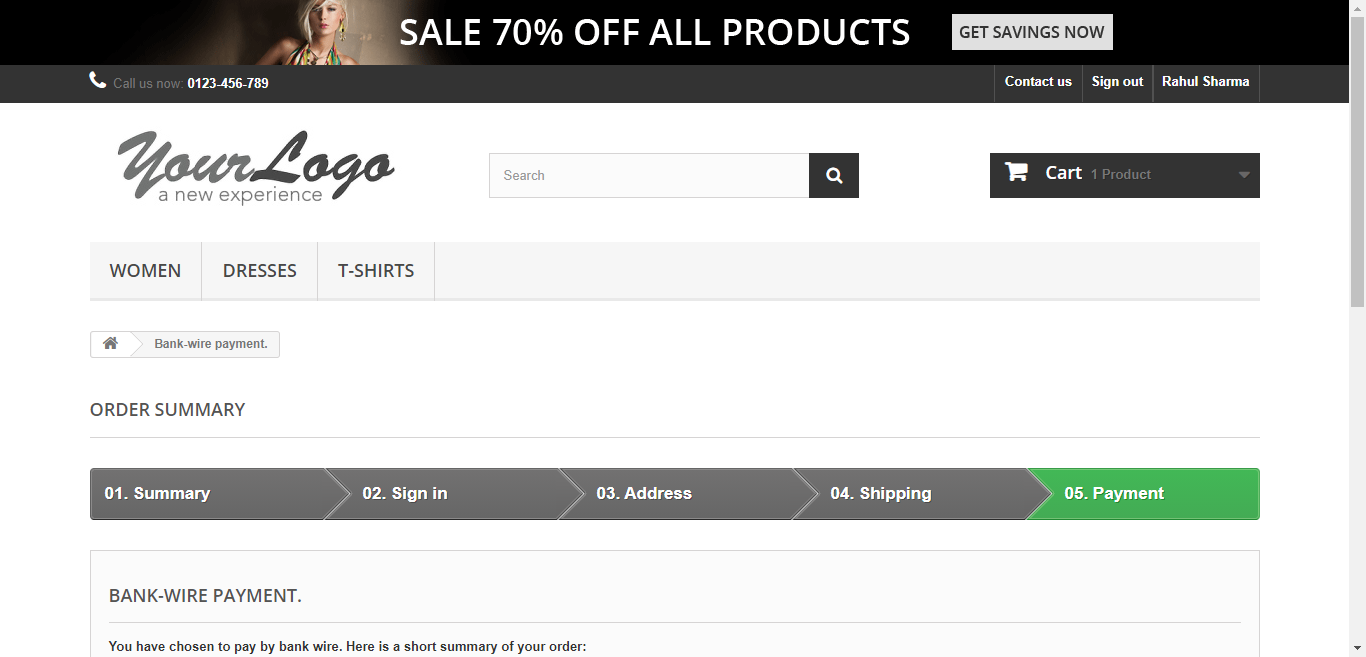 SALE 70% OFF ALL PRODUCTS GET SAVINGS NOW
Call us now: 0123-456-789 Contact us Sign out Rahul Sharma
Your Logo
a new experience
Search
Cart 1 Product
WOMEN DRESSES T-SHIRTS
Bank-wire payment.
ORDER SUMMARY
01. Summary 02. Sign in 03. Address 04. Shipping 05. Payment
BANK-WIRE PAYMENT.
You have chosen to pay by bank wire. Here is a short summary of your order: